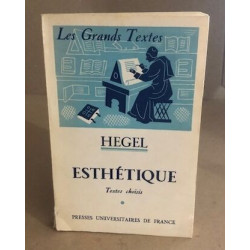 Les Grands Textes
HEGEL
ESTHÉTIQUE
Textes choisis
PRESSES UNIVERSITAIRES DE FRANCE